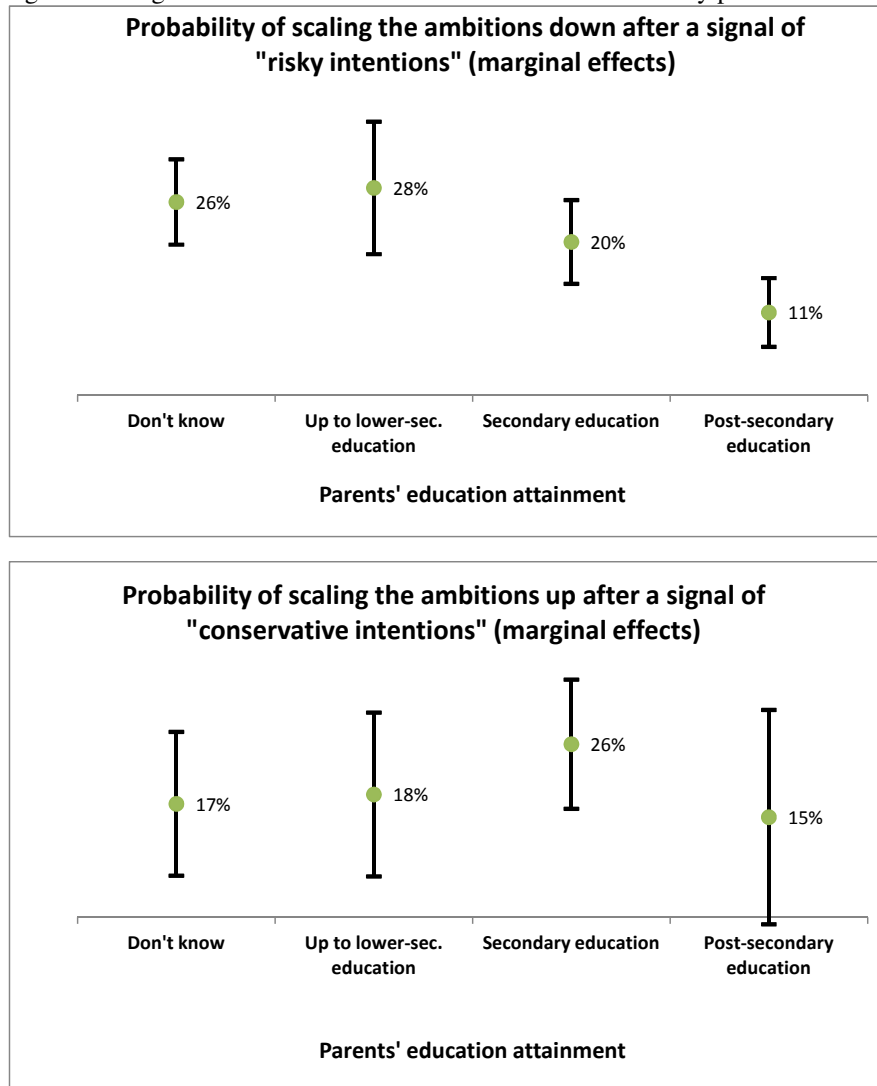 Probability of scaling the ambitions down after a signal of
"risky intentions" (marginal effects)
26%
28%
20%
11%
Don't know
Up to lower-sec.
education
Secondary education
Post-secondary
education
Parents' education attainment
Probability of scaling the ambitions up after a signal of
"conservative intentions" (marginal effects)
17%
18%
26%
15%
Don't know
Up to lower-sec.
education
Secondary education
Post-secondary
education
Parents' education attainment